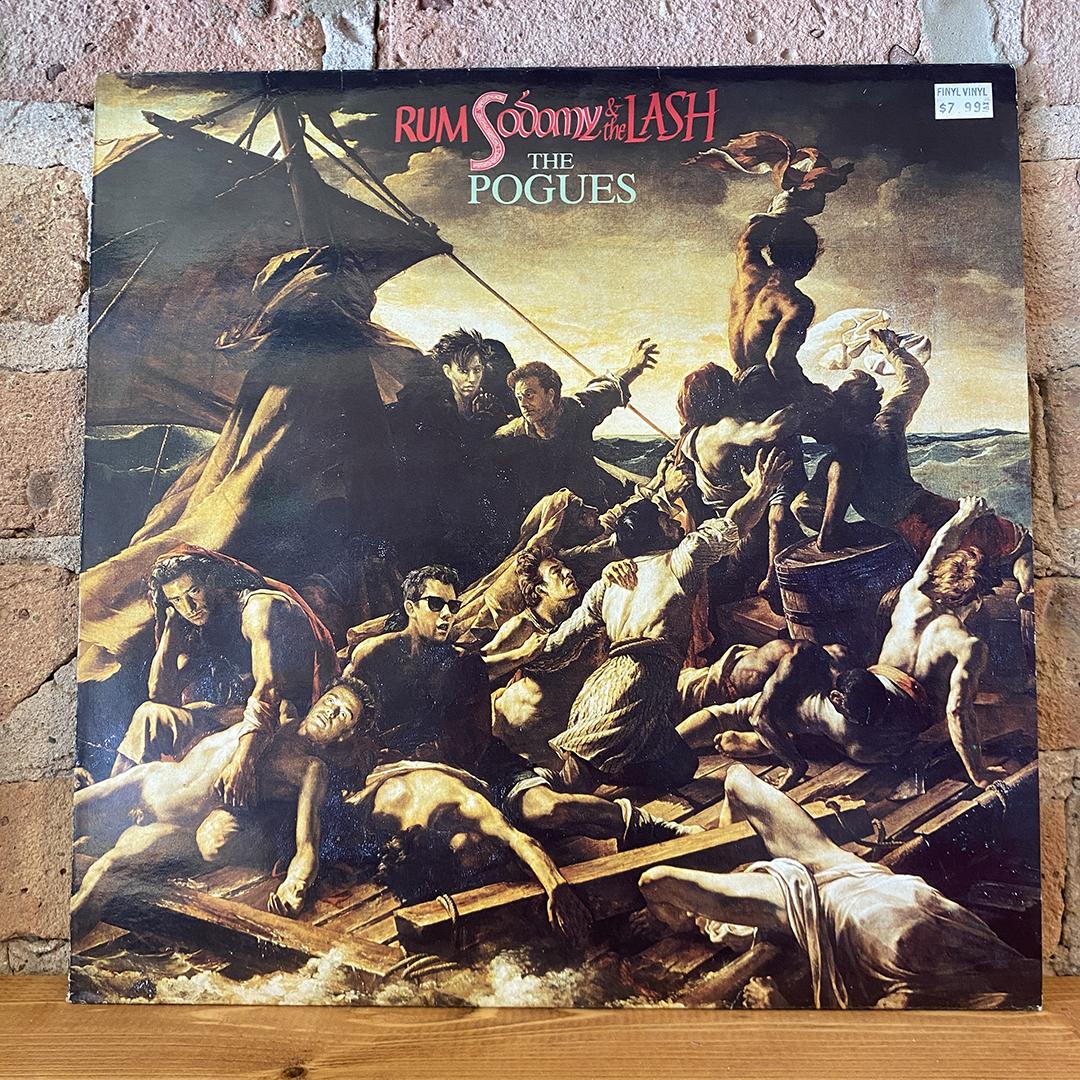 RUM Sodomy & the LASH
THE
POGUES
FINYL VINYL
$7.99